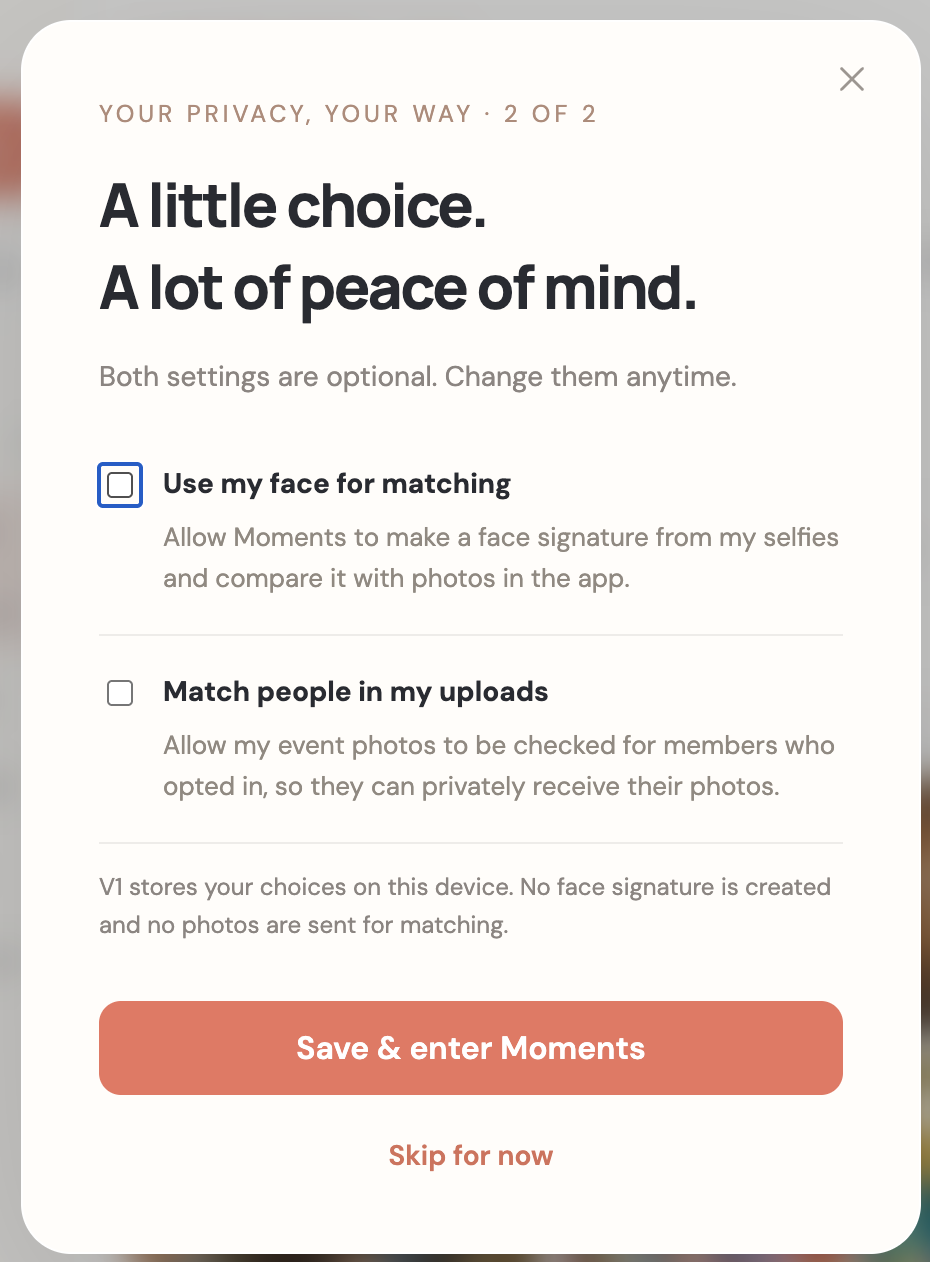 YOUR PRIVACY, YOUR WAY · 2 OF 2
A little choice.
A lot of peace of mind.
Both settings are optional. Change them anytime.
Use my face for matching
Allow Moments to make a face signature from my selfies
and compare it with photos in the app.
Match people in my uploads
Allow my event photos to be checked for members who
opted in, so they can privately receive their photos.
V1 stores your choices on this device. No face signature is created
and no photos are sent for matching.
Save & enter Moments
Skip for now